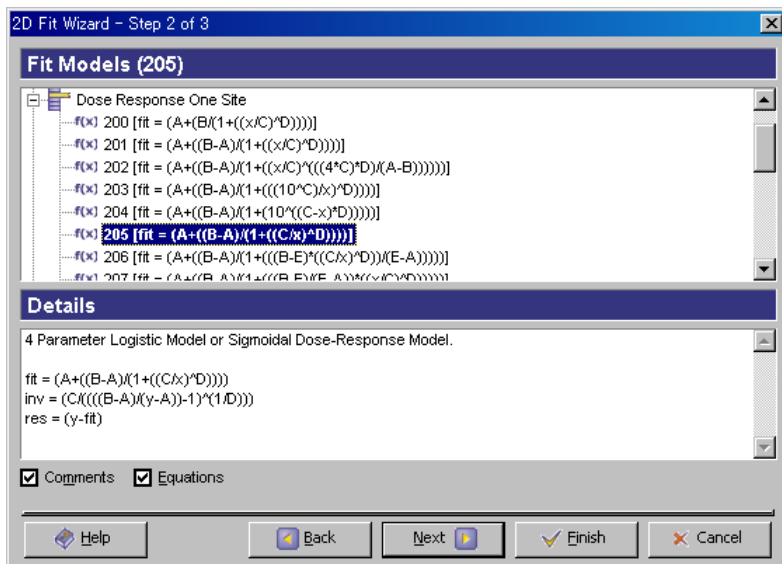 2D Fit Wizard - Step 2 of 3
Fit Models (205)
Dose Response One Site
f(x) 200 [fit = (A+(B/(1+((x/C)^D))))]
f(x) 201 [fit = (A+((B-A)/(1+((x/C)^D))))]
f(x) 202 [fit = (A+((B-A)/(1+((x/C)^(((4*C)*D)/(A-B))))))]
f(x) 203 [fit = (A+((B-A)/(1+(((10^C)/x)^D))))]
f(x) 204 [fit = (A+((B-A)/(1+(10^((C-x)*D)))))]
f(x) 205 [fit = (A+((B-A)/(1+((C/x)^D))))]
f(x) 206 [fit = (A+((B-A)/(1+(((B-E)*((C/x)^D))/(E-A)))))]
f(x) 207 [fit = (A+((B-A)/(1+(((B-E)/(E-A))*((x/C)^D)))))]
Details
4 Parameter Logistic Model or Sigmoidal Dose-Response Model.
fit = (A+((B-A)/(1+((C/x)^D))))
inv = (C/((((B-A)/(y-A))-1)^(1/D)))
res = (y-fit)
Comments Equations
Help Back Next Finish Cancel